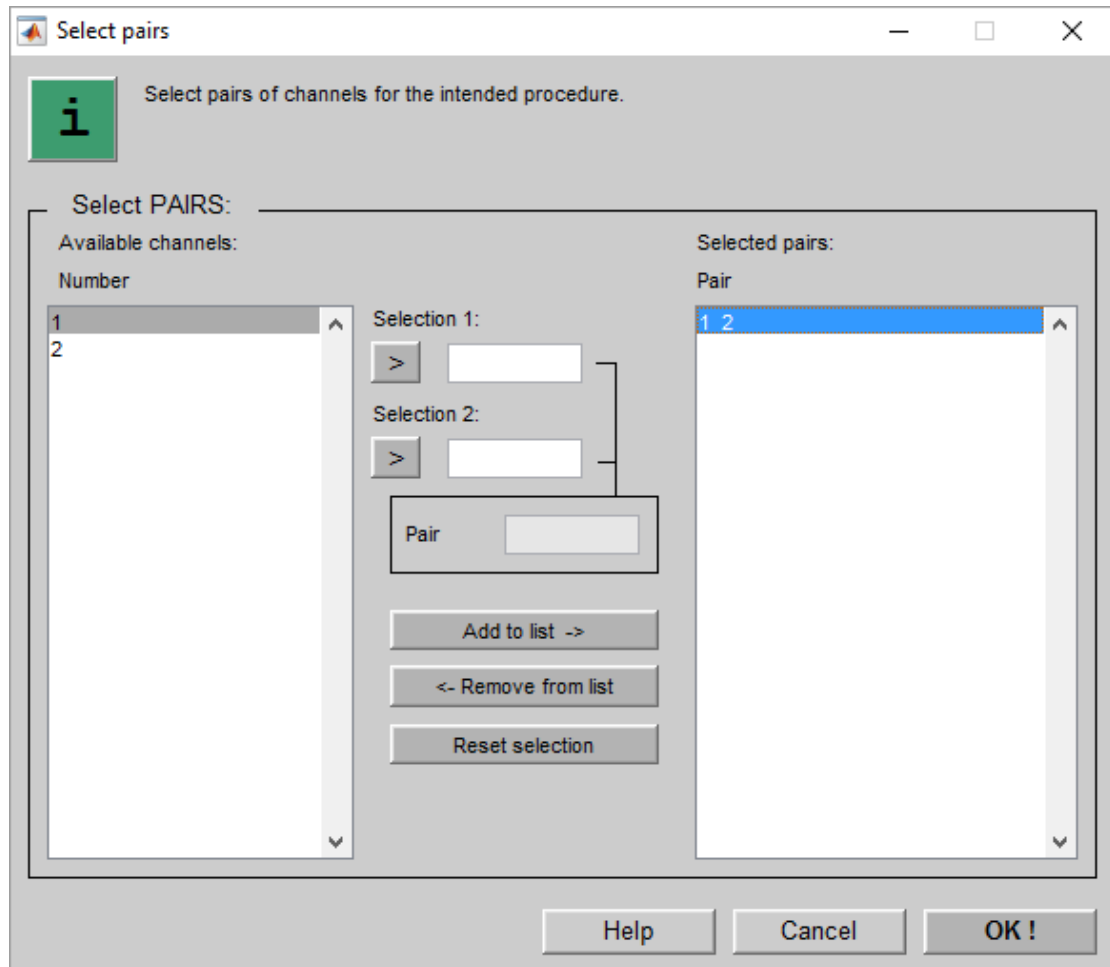 Select pairs
i
Select pairs of channels for the intended procedure.
Select PAIRS:
Available channels:
Number
1
2
Selection 1:
>
Selection 2:
>
Pair
Add to list ->
<- Remove from list
Reset selection
Selected pairs:
Pair
1 2
Help
Cancel
OK !